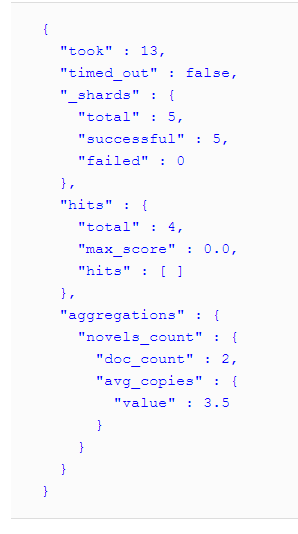 {
  "took" : 13,
  "timed_out" : false,
  "_shards" : {
    "total" : 5,
    "successful" : 5,
    "failed" : 0
  },
  "hits" : {
    "total" : 4,
    "max_score" : 0.0,
    "hits" : [ ]
  },
  "aggregations" : {
    "novels_count" : {
      "doc_count" : 2,
      "avg_copies" : {
        "value" : 3.5
      }
    }
  }
}